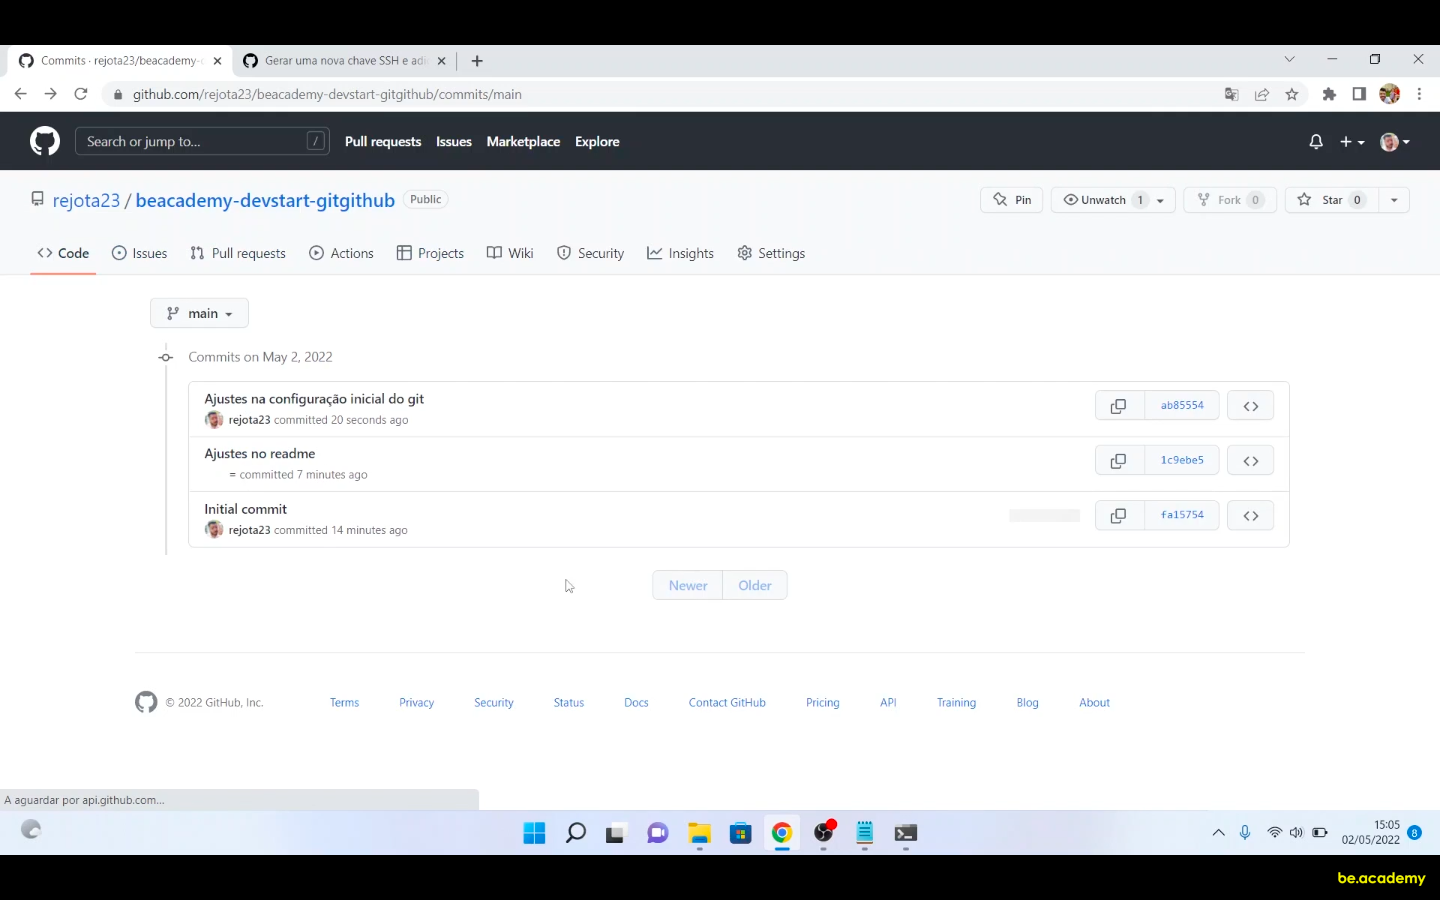 Commits · rejota23/beacademy-
Gerar uma nova chave SSH e adi
github.com/rejota23/beacademy-devstart-gitgithub/commits/main
Search or jump to... /
Pull requests Issues Marketplace Explore
rejota23 / beacademy-devstart-gitgithub Public
Pin Unwatch 1 Fork 0 Star 0
Code Issues Pull requests Actions Projects Wiki Security Insights Settings
main
Commits on May 2, 2022
Ajustes na configuração inicial do git
rejota23 committed 20 seconds ago
ab85554
Ajustes no readme
= committed 7 minutes ago
1c9ebe5
Initial commit
rejota23 committed 14 minutes ago
fa15754
Newer Older
© 2022 GitHub, Inc. Terms Privacy Security Status Docs Contact GitHub Pricing API Training Blog About
A aguardar por api.github.com...
15:05
02/05/2022 8
be.academy